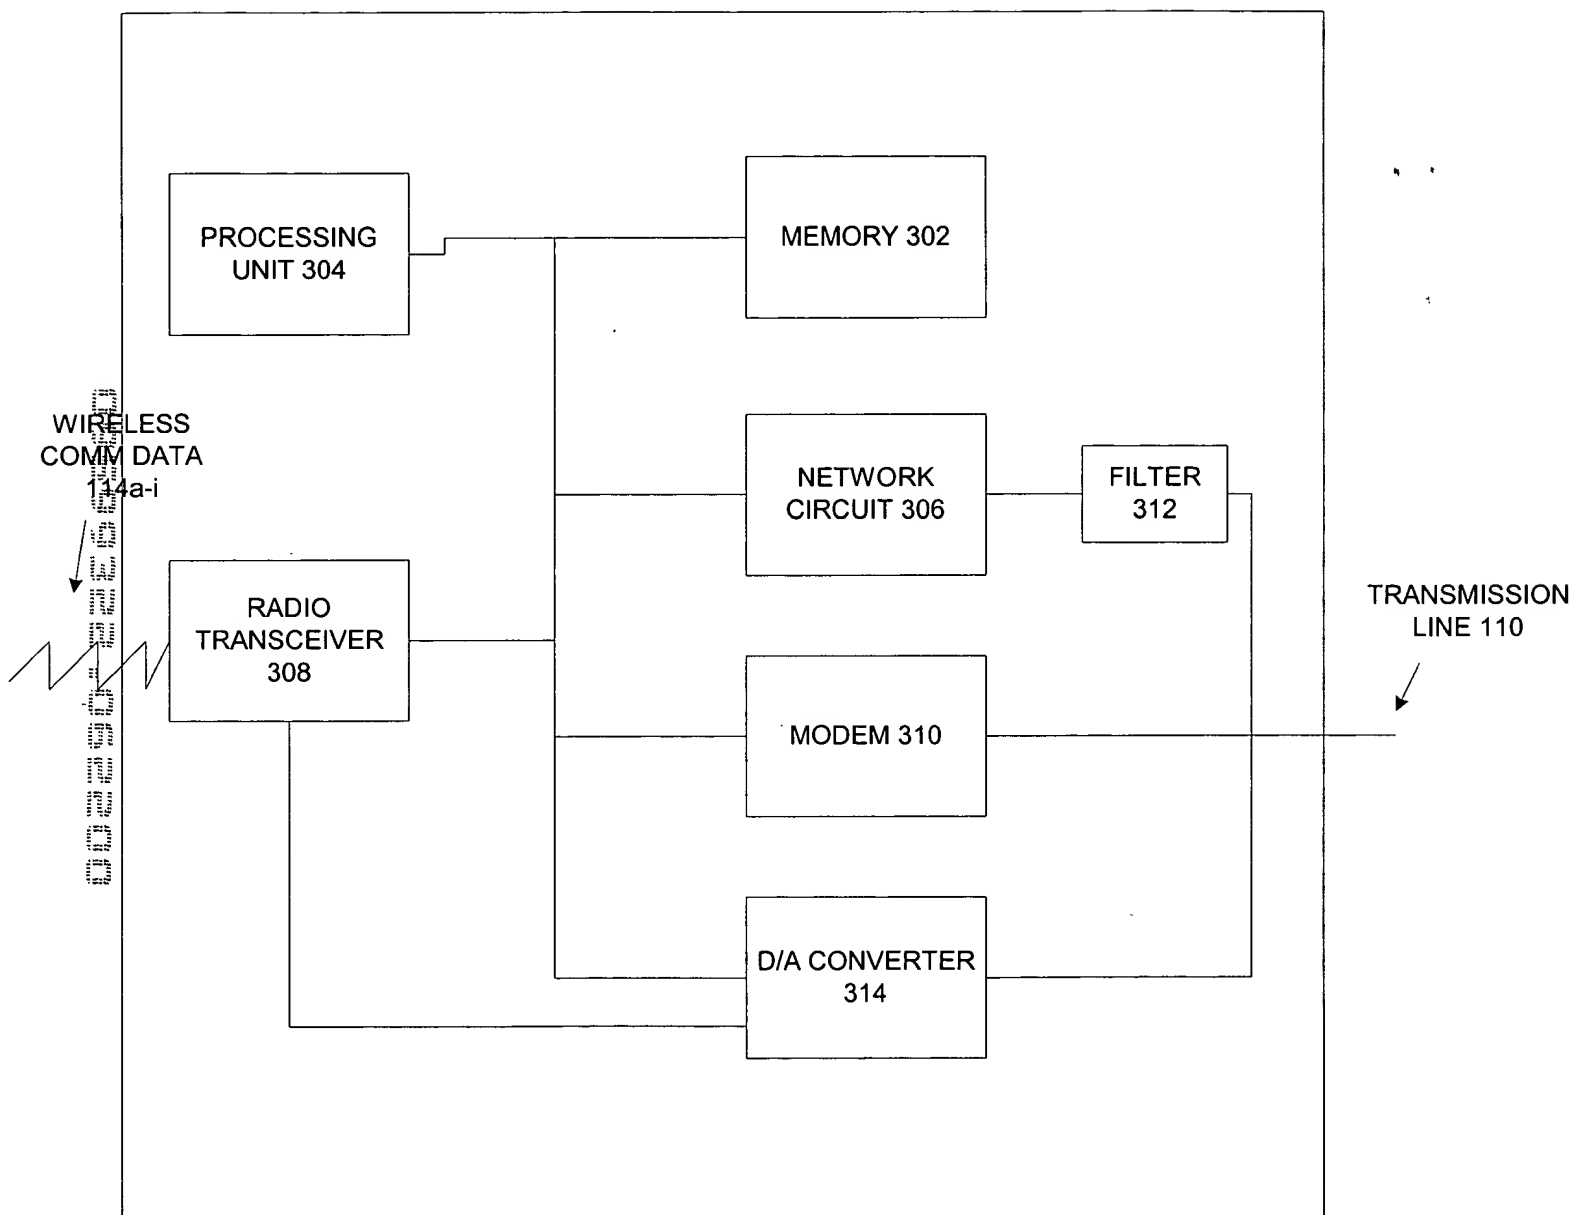 PROCESSING
UNIT 304
MEMORY 302
WIRELESS
COMM DATA
114a-i
NETWORK
CIRCUIT 306
FILTER
312
RADIO
TRANSCEIVER
308
TRANSMISSION
LINE 110
MODEM 310
D/A CONVERTER
314